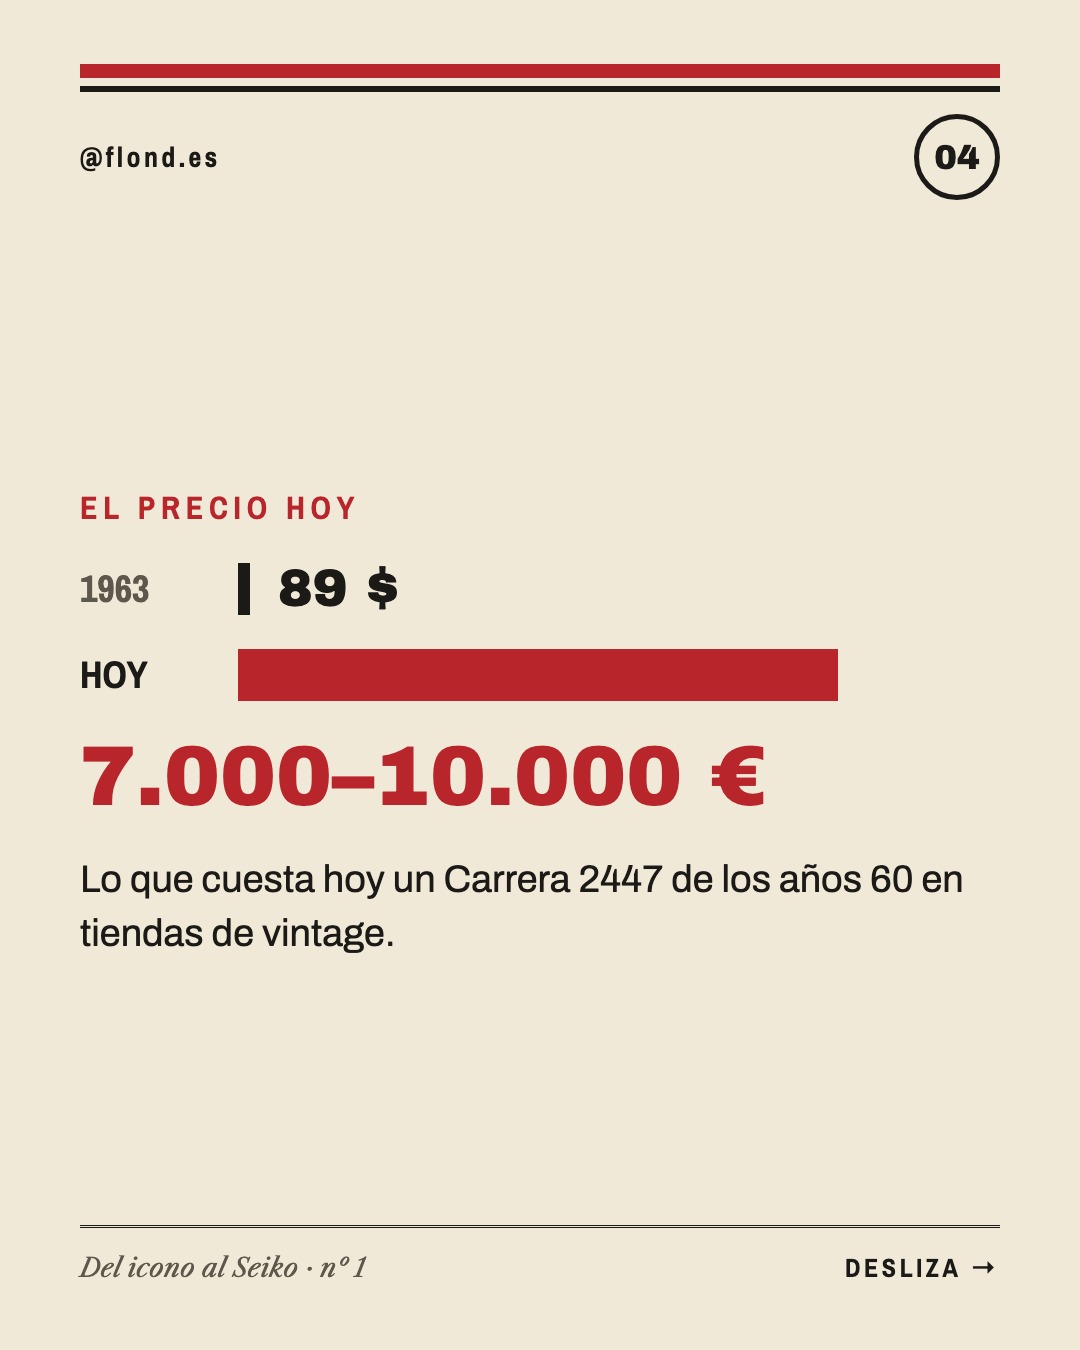 @flond.es
04
EL PRECIO HOY
1963 89 $
HOY
7.000–10.000 €
Lo que cuesta hoy un Carrera 2447 de los años 60 en
tiendas de vintage.
Del icono al Seiko · nº 1
DESLIZA →